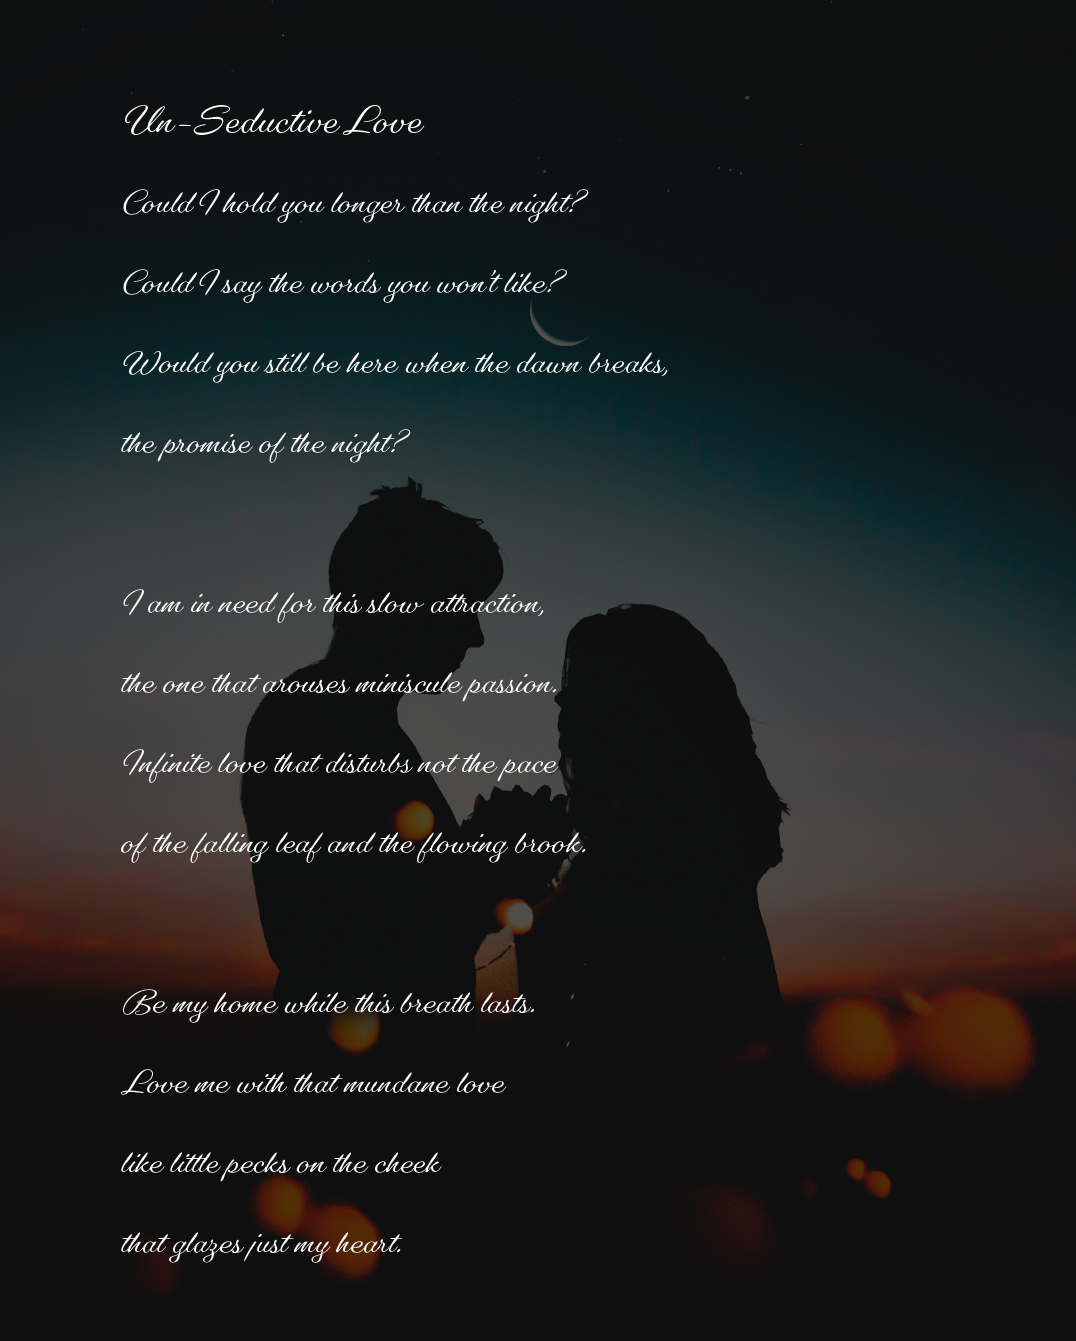 Un-Seductive Love
Could I hold you longer than the night?
Could I say the words you won't like?
Would you still be here when the dawn breaks,
the promise of the night?
I am in need for this slow attraction,
the one that arouses miniscule passion.
Infinite love that disturbs not the pace
of the falling leaf and the flowing brook.
Be my home while this breath lasts.
Love me with that mundane love
like little pecks on the cheek
that glazes just my heart.